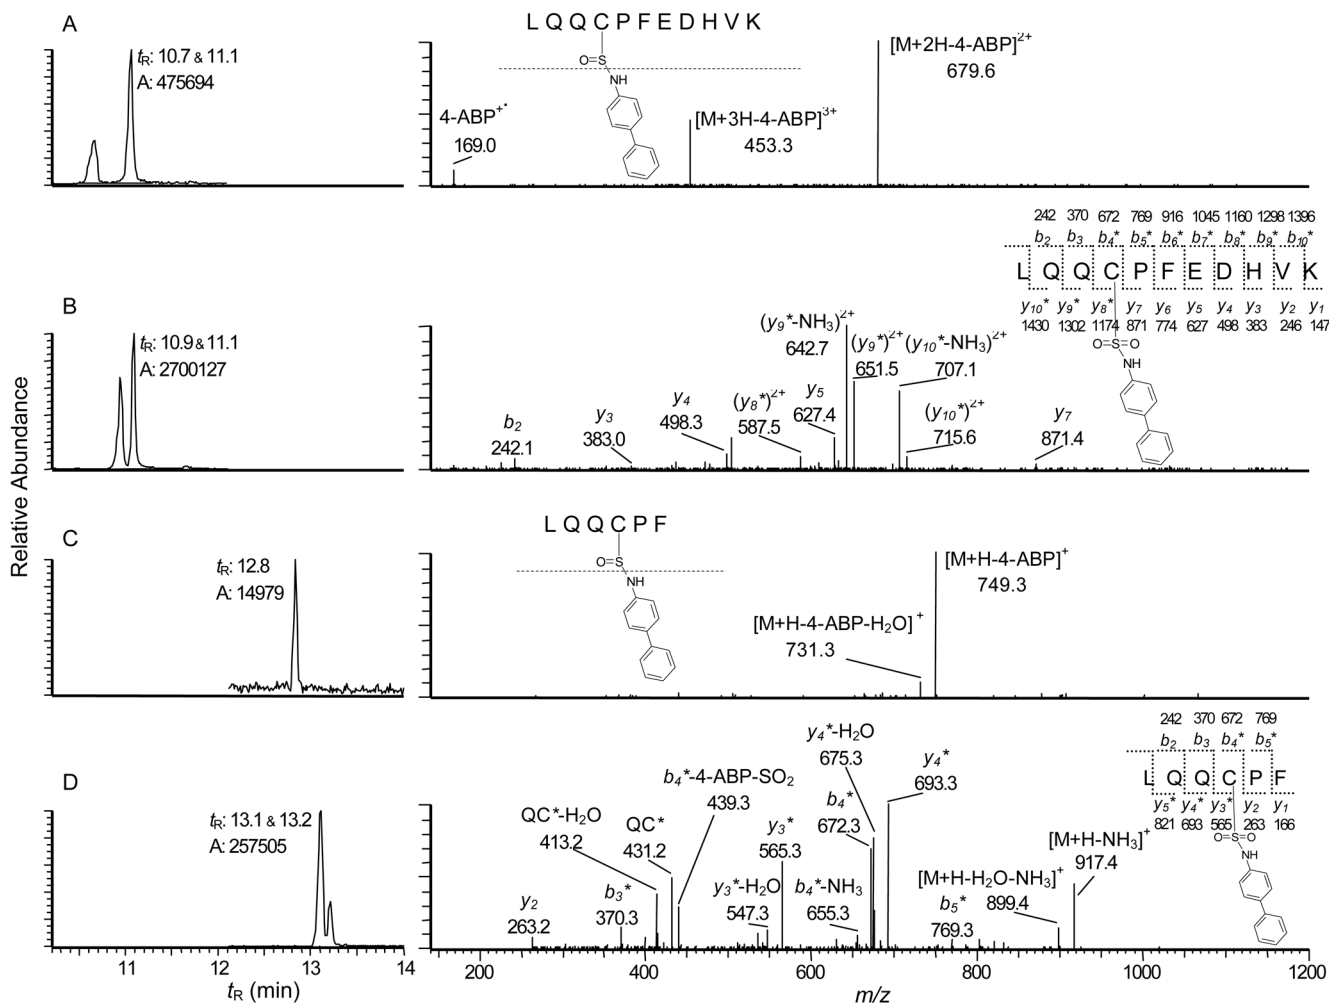 Relative Abundance
A
tR: 10.7 & 11.1
A: 475694
L Q Q C P F E D H V K
O=S
NH
4-ABP+•
169.0
[M+3H-4-ABP]3+
453.3
[M+2H-4-ABP]2+
679.6
B
tR: 10.9 & 11.1
A: 2700127
242 370 672 769 916 1045 1160 1298 1396
b2 b3 b4* b5* b6* b7* b8* b9* b10*
L Q Q C P F E D H V K
y10* y9* y8* y7 y6 y5 y4 y3 y2 y1
1430 1302 1174 871 774 627 498 383 246 147
O=S=O
NH
b2
242.1
y3
383.0
y4
498.3
(y8*)2+
587.5
y5
627.4
(y9*-NH3)2+
642.7
(y9*)2+
651.5
(y10*-NH3)2+
707.1
(y10*)2+
715.6
y7
871.4
C
tR: 12.8
A: 14979
L Q Q C P F
O=S
NH
[M+H-4-ABP-H2O]+
731.3
[M+H-4-ABP]+
749.3
D
tR: 13.1 & 13.2
A: 257505
242 370 672 769
b2 b3 b4* b5*
L Q Q C P F
y5* y4* y3* y2 y1
821 693 565 263 166
O=S=O
NH
y2
263.2
b3*
370.3
QC*-H2O
413.2
QC*
431.2
b4*-4-ABP-SO2
439.3
y3*-H2O
547.3
y3*
565.3
b4*-NH3
655.3
b4*
672.3
y4*-H2O
675.3
y4*
693.3
b5*
769.3
[M+H-H2O-NH3]+
899.4
[M+H-NH3]+
917.4
11 12 13 14
tR (min)
200 400 600 800 1000 1200
m/z